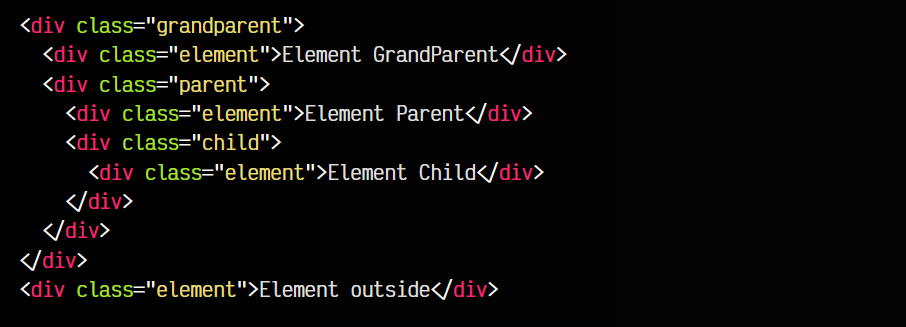 <div class="grandparent">
  <div class="element">Element GrandParent</div>
  <div class="parent">
    <div class="element">Element Parent</div>
    <div class="child">
      <div class="element">Element Child</div>
    </div>
  </div>
</div>
<div class="element">Element outside</div>